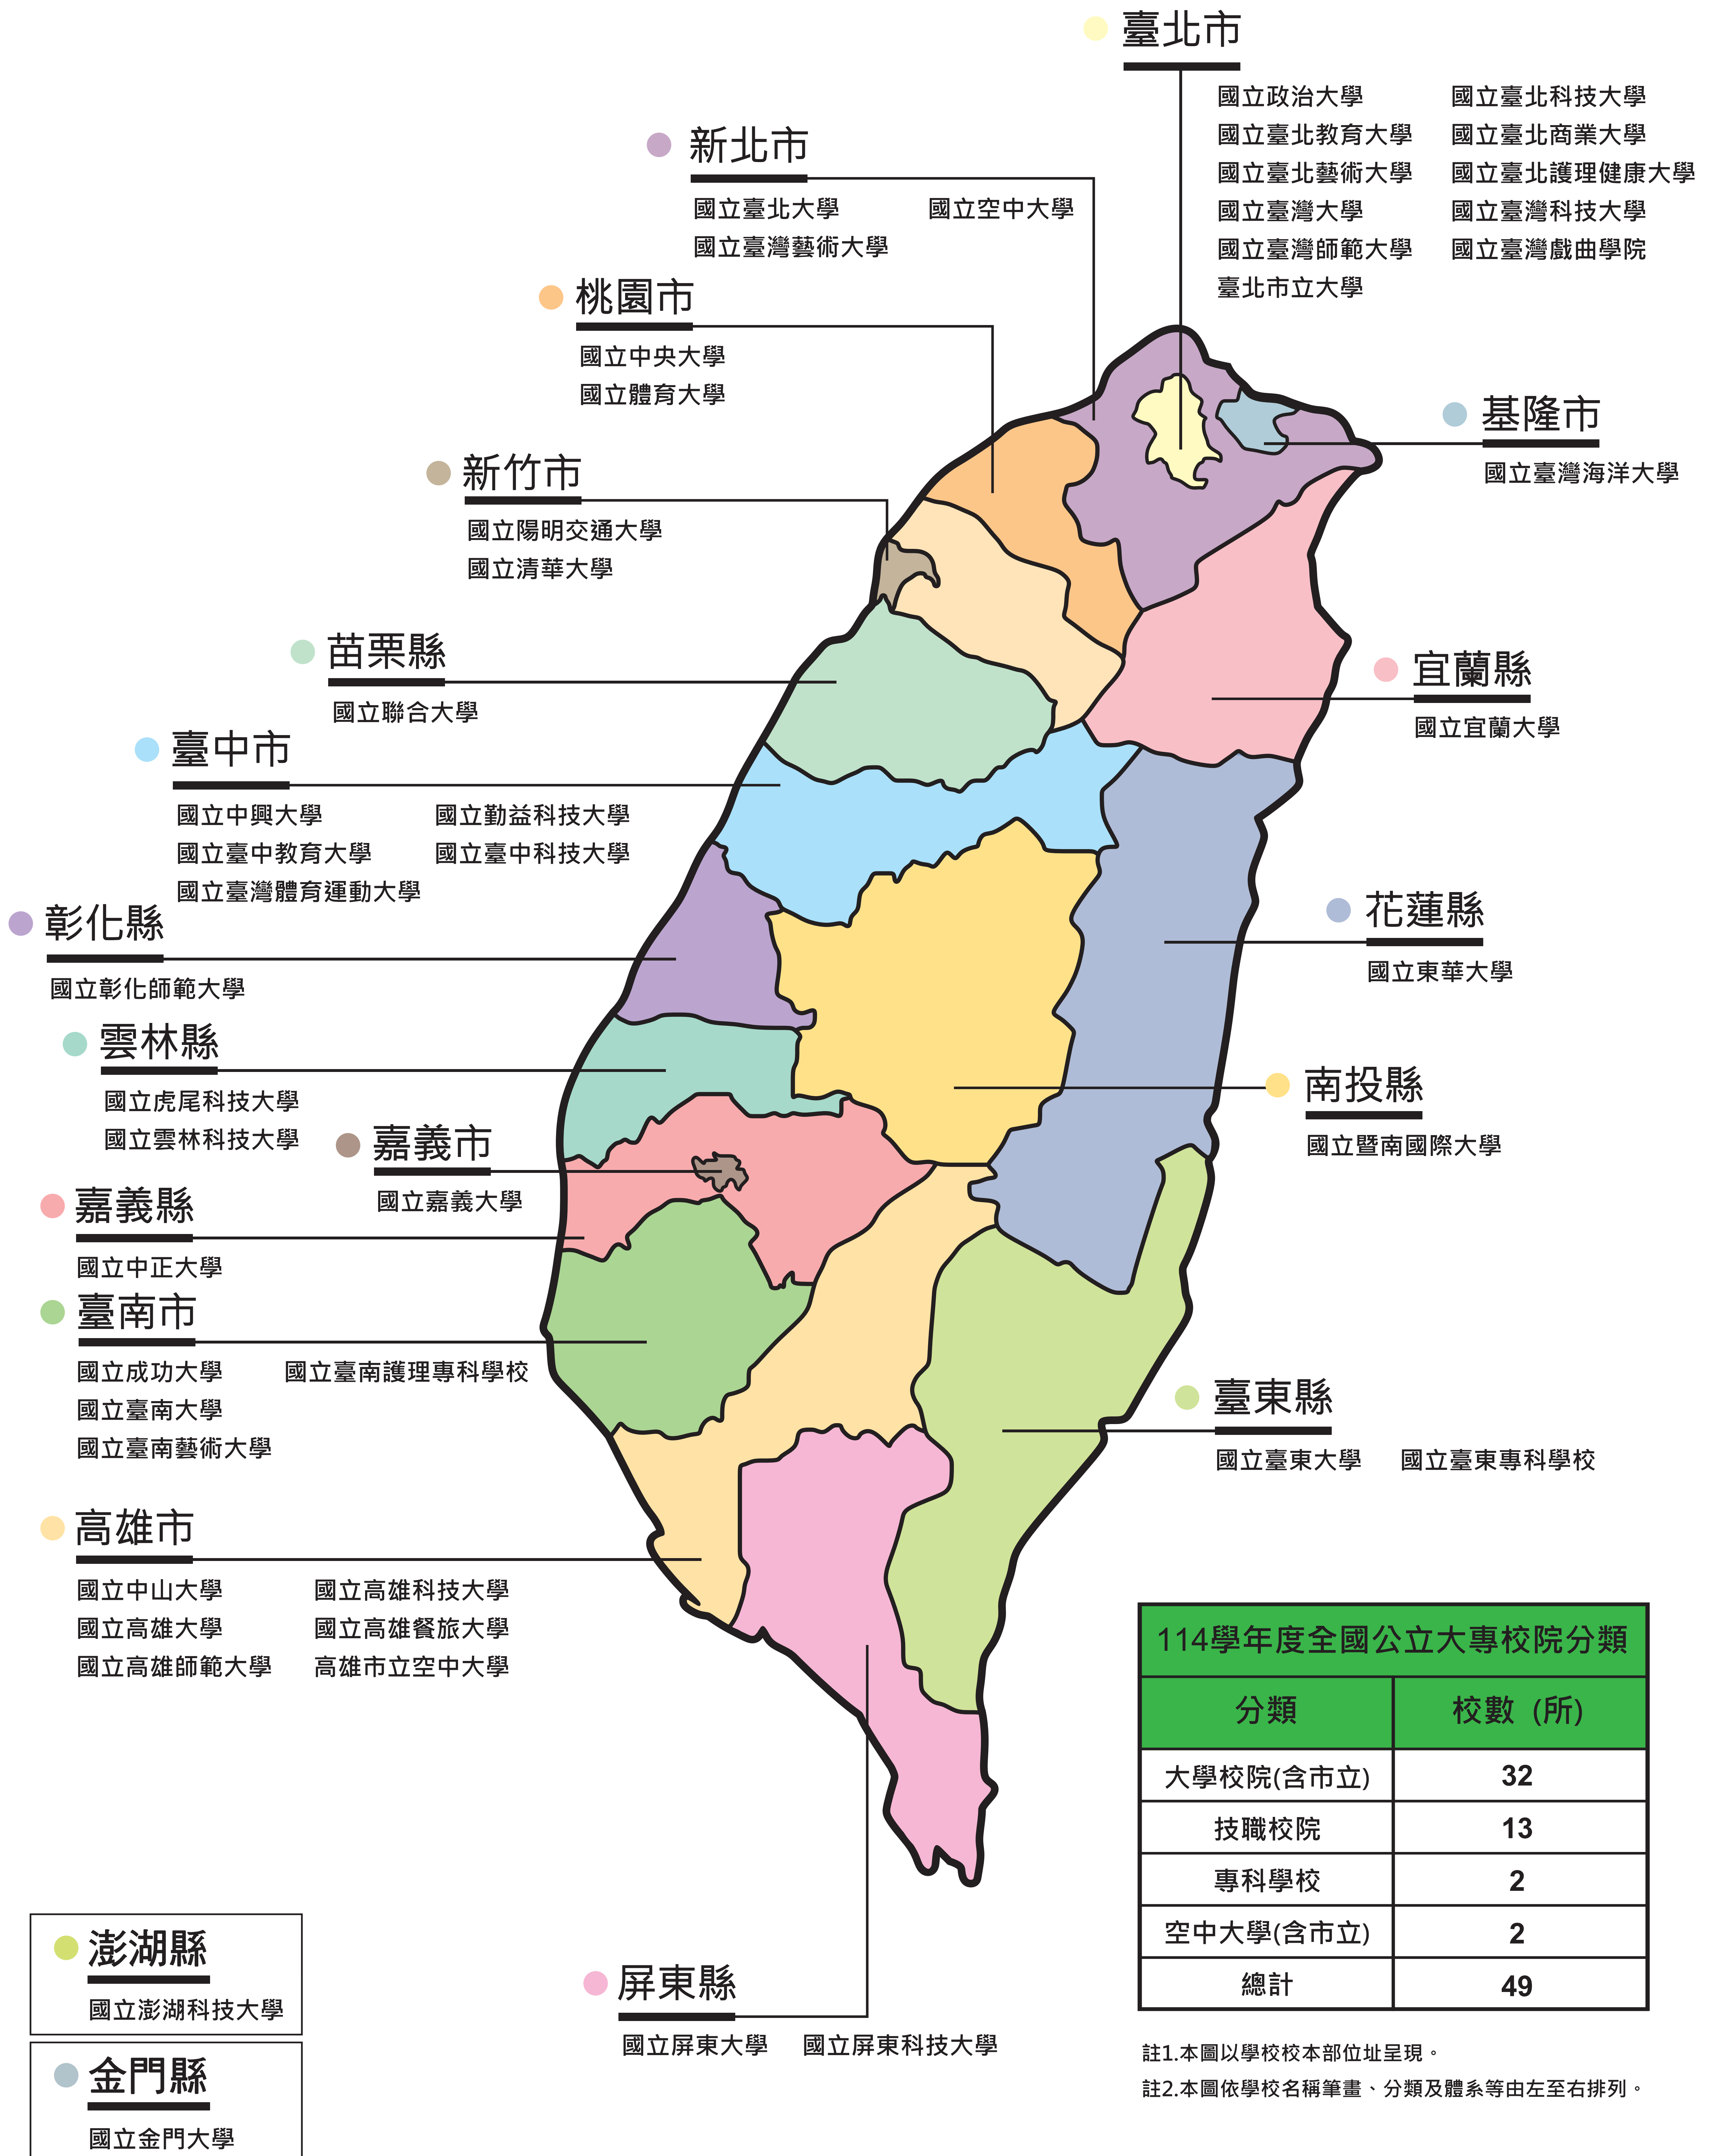 臺北市
國立政治大學
國立臺北科技大學
國立臺北教育大學
國立臺北商業大學
國立臺北藝術大學
國立臺北護理健康大學
國立臺灣大學
國立臺灣科技大學
國立臺灣師範大學
國立臺灣戲曲學院
臺北市立大學
新北市
國立臺北大學
國立空中大學
國立臺灣藝術大學
桃園市
國立中央大學
國立體育大學
基隆市
國立臺灣海洋大學
新竹市
國立陽明交通大學
國立清華大學
苗栗縣
國立聯合大學
宜蘭縣
國立宜蘭大學
臺中市
國立中興大學
國立勤益科技大學
國立臺中教育大學
國立臺中科技大學
國立臺灣體育運動大學
彰化縣
國立彰化師範大學
花蓮縣
國立東華大學
雲林縣
國立虎尾科技大學
國立雲林科技大學
南投縣
國立暨南國際大學
嘉義市
國立嘉義大學
嘉義縣
國立中正大學
臺南市
國立成功大學
國立臺南護理專科學校
國立臺南大學
國立臺南藝術大學
臺東縣
國立臺東大學
國立臺東專科學校
高雄市
國立中山大學
國立高雄科技大學
國立高雄大學
國立高雄餐旅大學
國立高雄師範大學
高雄市立空中大學
114學年度全國公立大專校院分類
分類
校數 (所)
大學校院(含市立)
32
技職校院
13
專科學校
2
空中大學(含市立)
2
總計
49
澎湖縣
國立澎湖科技大學
屏東縣
國立屏東大學
國立屏東科技大學
註1.本圖以學校校本部位址呈現。
註2.本圖依學校名稱筆畫、分類及體系等由左至右排列。
金門縣
國立金門大學